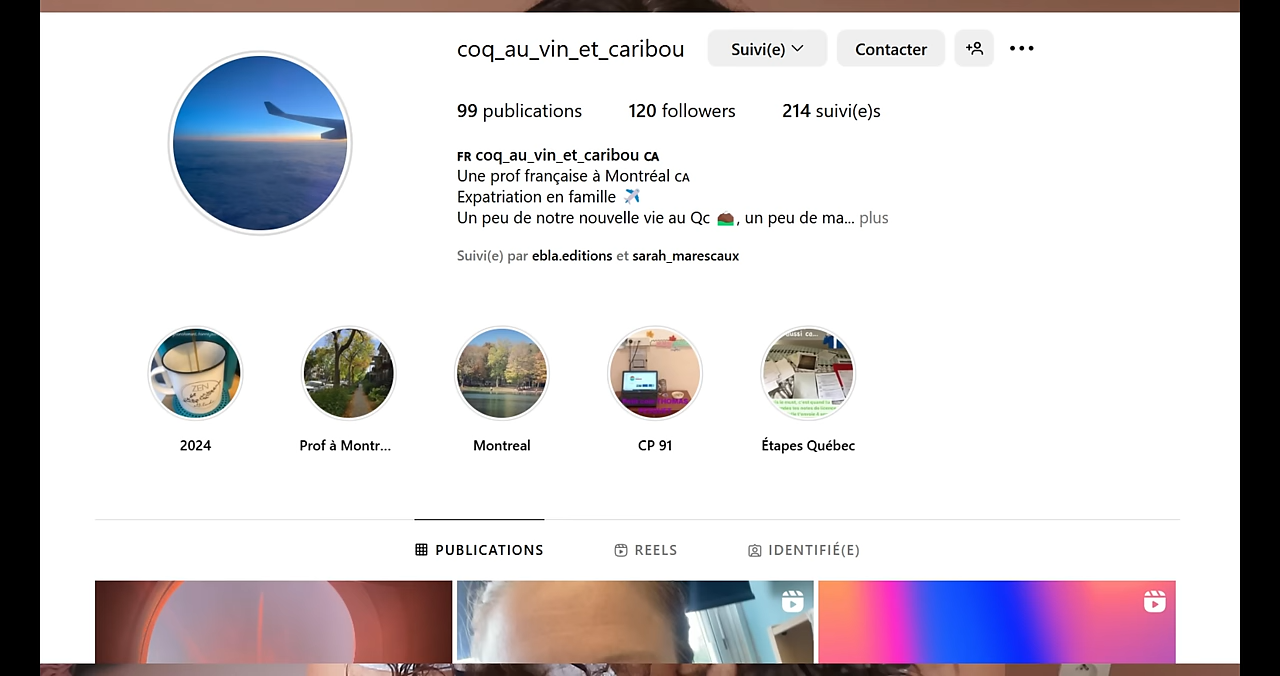 coq_au_vin_et_caribou Suivi(e) Contacter
99 publications 120 followers 214 suivi(e)s
FR coq_au_vin_et_caribou CA
Une prof française à Montréal CA
Expatriation en famille
Un peu de notre nouvelle vie au Qc , un peu de ma... plus
Suivi(e) par ebla.editions et sarah_marescaux
ZEN
2024 Prof à Montr... Montreal CP 91 Étapes Québec
PUBLICATIONS REELS IDENTIFIÉ(E)